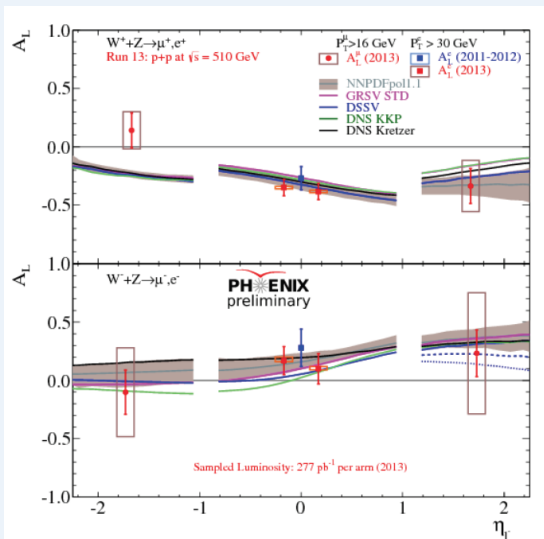 A_L
1.0
0.5
0.0
-0.5
W⁺+Z→μ⁺,e⁺
Run 13: p+p at √s = 510 GeV
P_T^μ>16 GeV P_T^e > 30 GeV
A_L^μ (2013)
A_L^e (2011-2012)
A_L^e (2013)
NNPDFpol1.1
GRSV STD
DSSV
DNS KKP
DNS Kretzer
A_L
1.0
0.5
0.0
-0.5
-1.0
W⁻+Z→μ⁻,e⁻
PHENIX
preliminary
Sampled Luminosity: 277 pb⁻¹ per arm (2013)
-2 -1 0 1 2